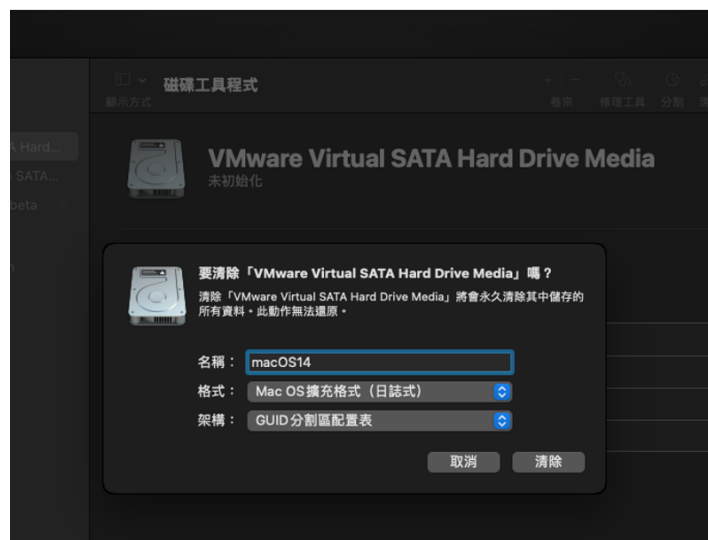 磁碟工具程式
顯示方式
卷宗
修理工具
分割
A Hard...
VMware Virtual SATA Hard Drive Media
SATA...
未初始化
beta
要清除「VMware Virtual SATA Hard Drive Media」嗎？
清除「VMware Virtual SATA Hard Drive Media」將會永久清除其中儲存的
所有資料。此動作無法還原。
名稱： macOS14
格式： Mac OS擴充格式（日誌式）
架構： GUID分割區配置表
取消 清除